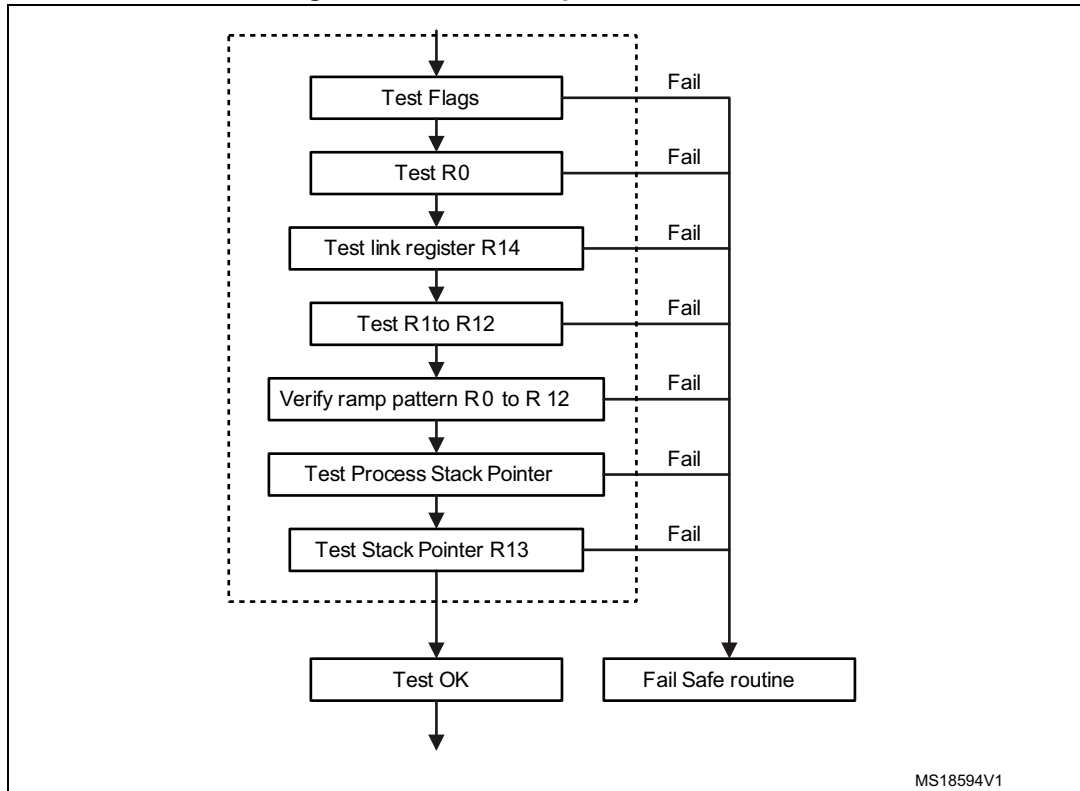 Test Flags
Fail
Test R0
Fail
Test link register R14
Fail
Test R1to R12
Fail
Verify ramp pattern R0 to R 12
Fail
Test Process Stack Pointer
Fail
Test Stack Pointer R13
Fail
Test OK
Fail Safe routine
MS18594V1